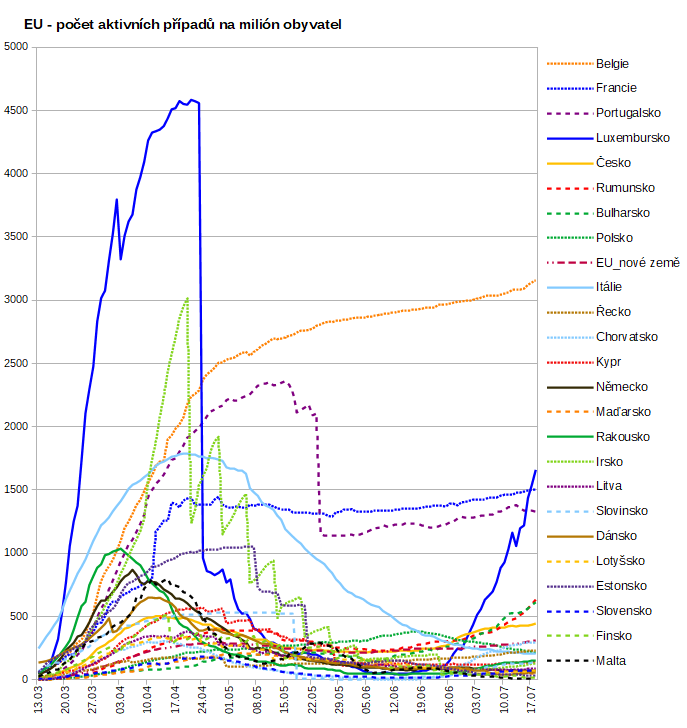 EU - počet aktivních případů na milión obyvatel
5000
4500
4000
3500
3000
2500
2000
1500
1000
500
0
13.03
20.03
27.03
03.04
10.04
17.04
24.04
01.05
08.05
15.05
22.05
29.05
05.06
12.06
19.06
26.06
03.07
10.07
17.07
Belgie
Francie
Portugalsko
Luxembursko
Česko
Rumunsko
Bulharsko
Polsko
EU_nové země
Itálie
Řecko
Chorvatsko
Kypr
Německo
Maďarsko
Rakousko
Irsko
Litva
Slovinsko
Dánsko
Lotyšsko
Estonsko
Slovensko
Finsko
Malta